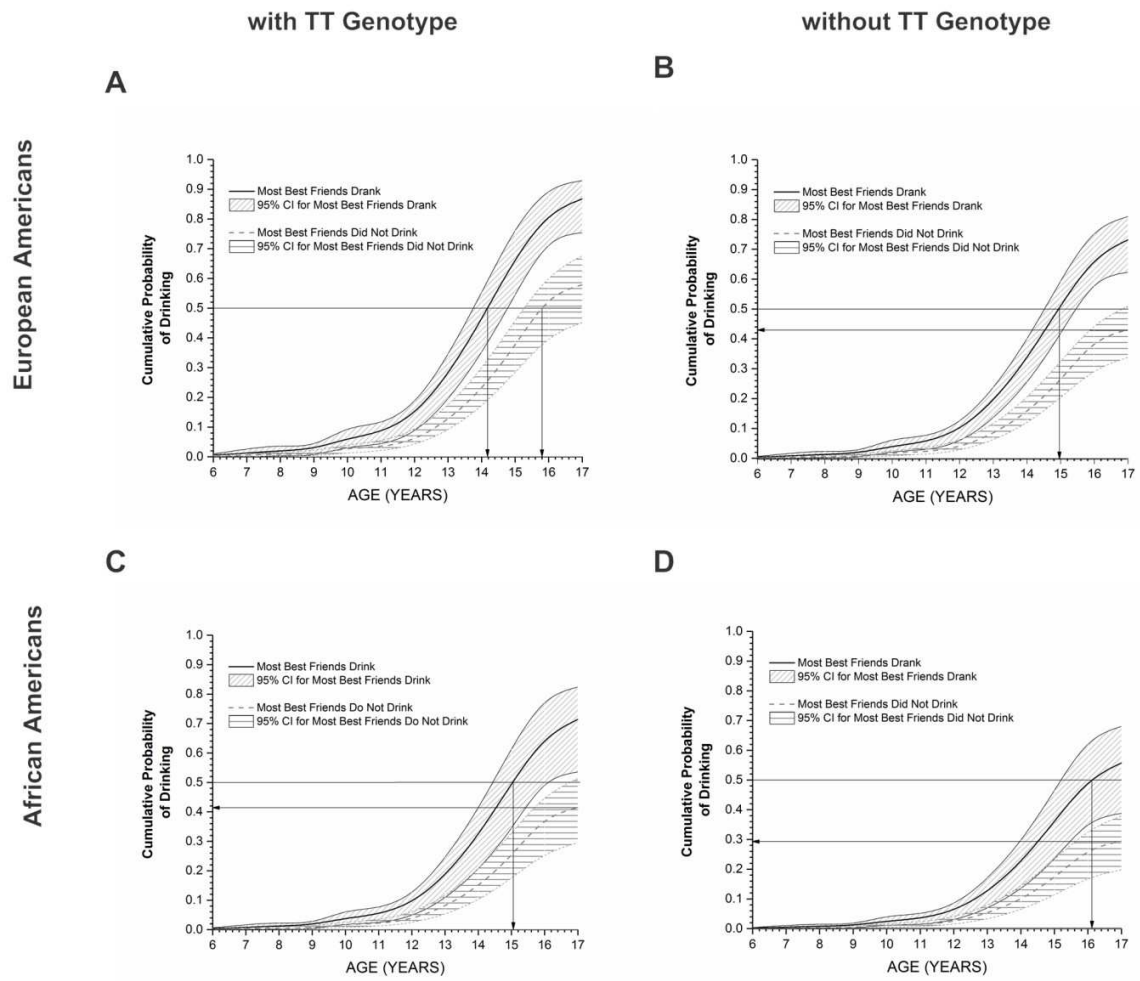 with TT Genotype
without TT Genotype
European Americans
African Americans
A
1.0
0.9
0.8
0.7
0.6
0.5
0.4
0.3
0.2
0.1
0.0
Cumulative Probability
of Drinking
Most Best Friends Drank
95% CI for Most Best Friends Drank
Most Best Friends Did Not Drink
95% CI for Most Best Friends Did Not Drink
6 7 8 9 10 11 12 13 14 15 16 17
AGE (YEARS)
B
1.0
0.9
0.8
0.7
0.6
0.5
0.4
0.3
0.2
0.1
0.0
Cumulative Probability
of Drinking
Most Best Friends Drank
95% CI for Most Best Friends Drank
Most Best Friends Did Not Drink
95% CI for Most Best Friends Did Not Drink
6 7 8 9 10 11 12 13 14 15 16 17
AGE (YEARS)
C
1.0
0.9
0.8
0.7
0.6
0.5
0.4
0.3
0.2
0.1
0.0
Cumulative Probability
of Drinking
Most Best Friends Drink
95% CI for Most Best Friends Drink
Most Best Friends Do Not Drink
95% CI for Most Best Friends Do Not Drink
6 7 8 9 10 11 12 13 14 15 16 17
AGE (YEARS)
D
1.0
0.9
0.8
0.7
0.6
0.5
0.4
0.3
0.2
0.1
0.0
Cumulative Probability
of Drinking
Most Best Friends Drank
95% CI for Most Best Friends Drank
Most Best Friends Did Not Drink
95% CI for Most Best Friends Did Not Drink
6 7 8 9 10 11 12 13 14 15 16 17
AGE (YEARS)